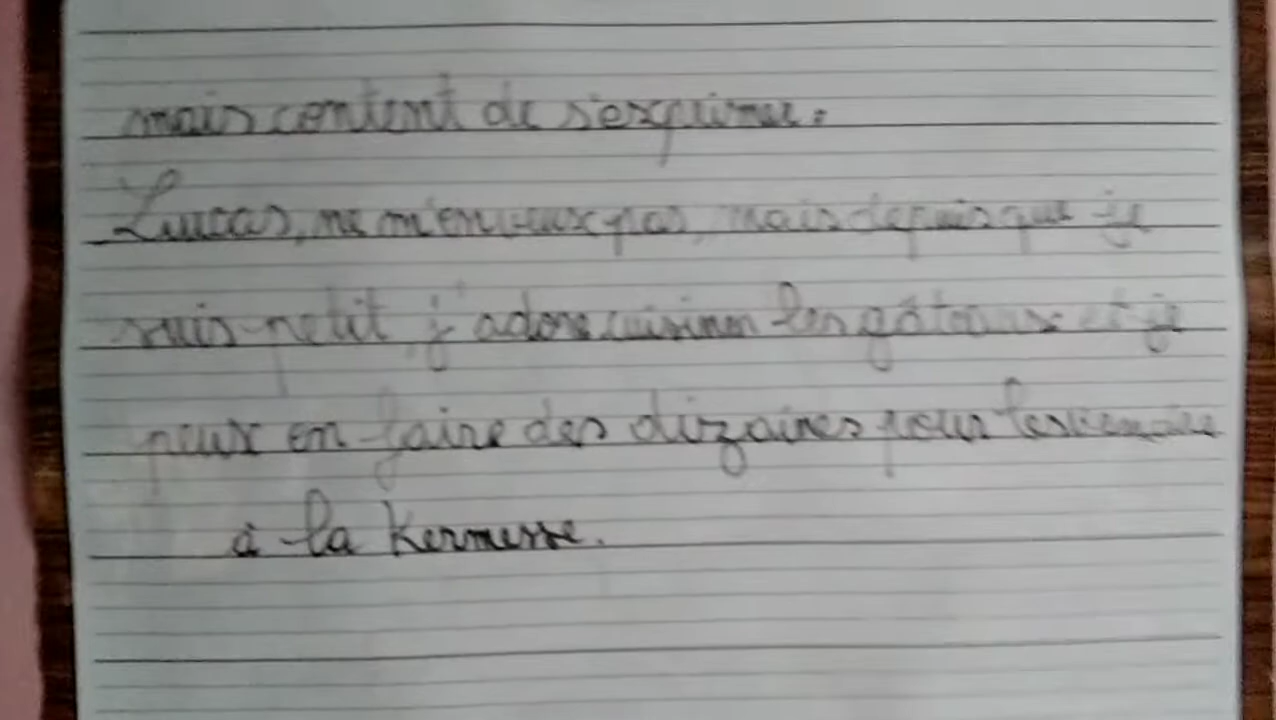 mais content de s'exprimer.
Lucas, ne m'en veux pas, mais depuis que je
suis petit j'adore cuisiner les gâteaux et je
peux en faire des dizaines pour les vendre
à la Kermesse.